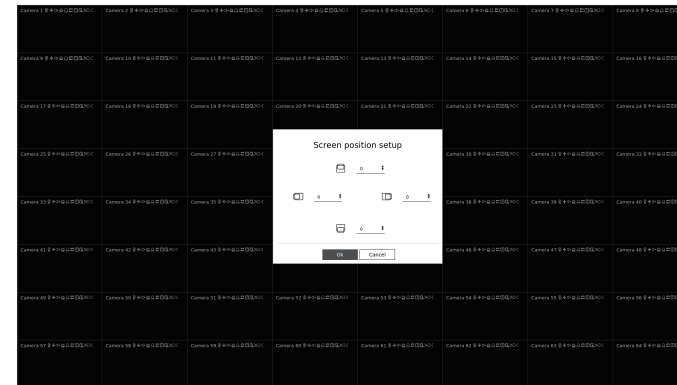 Camera 1 Camera 2 Camera 3 Camera 4 Camera 5 Camera 6 Camera 7 Camera 8
Camera 9 Camera 10 Camera 11 Camera 12 Camera 13 Camera 14 Camera 15 Camera 16
Camera 17 Camera 18 Camera 19 Camera 20 Camera 21 Camera 22 Camera 23 Camera 24
Camera 25 Camera 26 Camera 27 Camera 30 Camera 31 Camera 32
Screen position setup
0
Camera 33 Camera 34 Camera 35 Camera 38 Camera 39 Camera 40
0 0
0
Camera 41 Camera 42 Camera 43 Camera 46 Camera 47 Camera 48
Ok Cancel
Camera 49 Camera 50 Camera 51 Camera 52 Camera 53 Camera 54 Camera 55 Camera 56
Camera 57 Camera 58 Camera 59 Camera 60 Camera 61 Camera 62 Camera 63 Camera 64